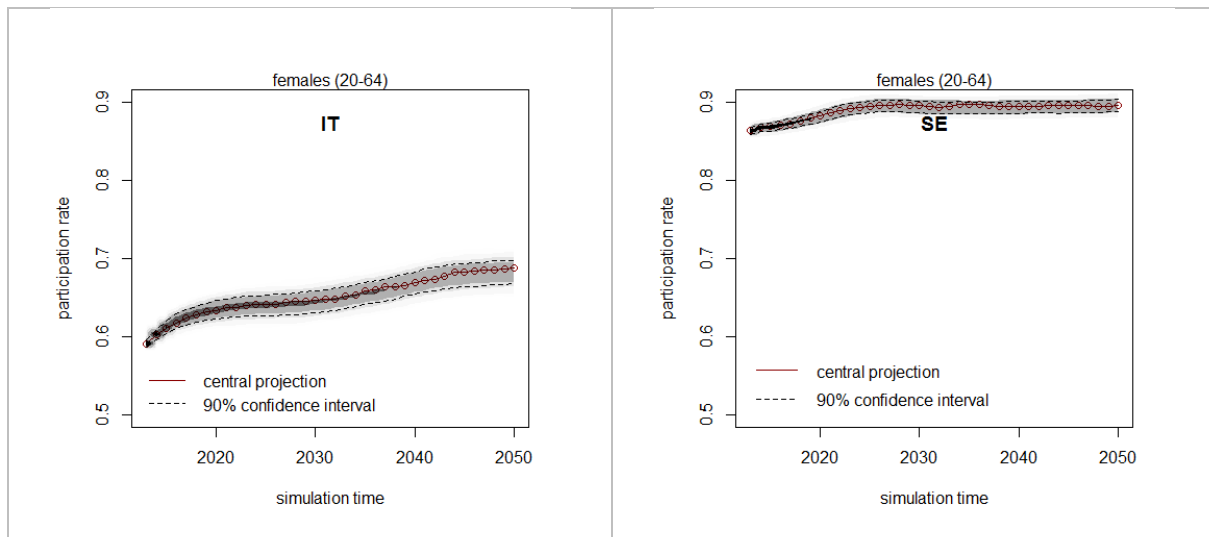 females (20-64)
IT
participation rate
0.9
0.8
0.7
0.6
0.5
central projection
90% confidence interval
2020 2030 2040 2050
simulation time
females (20-64)
SE
participation rate
0.9
0.8
0.7
0.6
0.5
central projection
90% confidence interval
2020 2030 2040 2050
simulation time